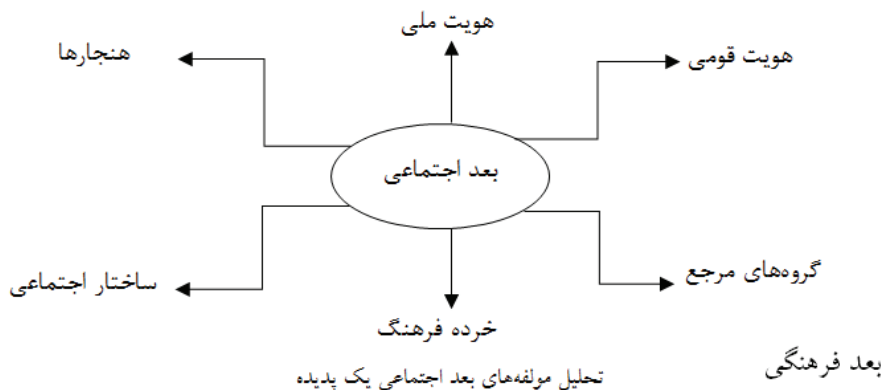 هویت ملی
هویت قومی
هنجارها
بعد اجتماعی
گروه‌های مرجع
ساختار اجتماعی
خرده فرهنگ
بعد فرهنگی
تحلیل مولفه‌های بعد اجتماعی یک پدیده